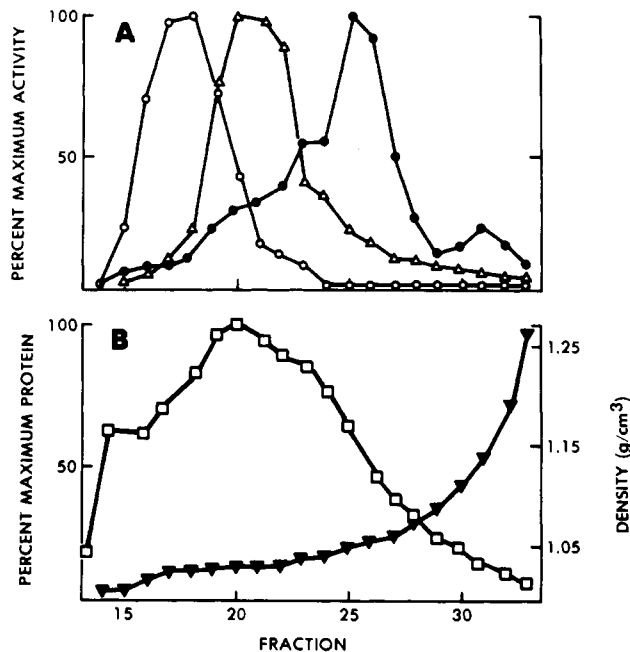 A
100
50
PERCENT MAXIMUM ACTIVITY
B
100
50
PERCENT MAXIMUM PROTEIN
1.25
1.15
1.05
DENSITY (g/cm³)
15 20 25 30
FRACTION